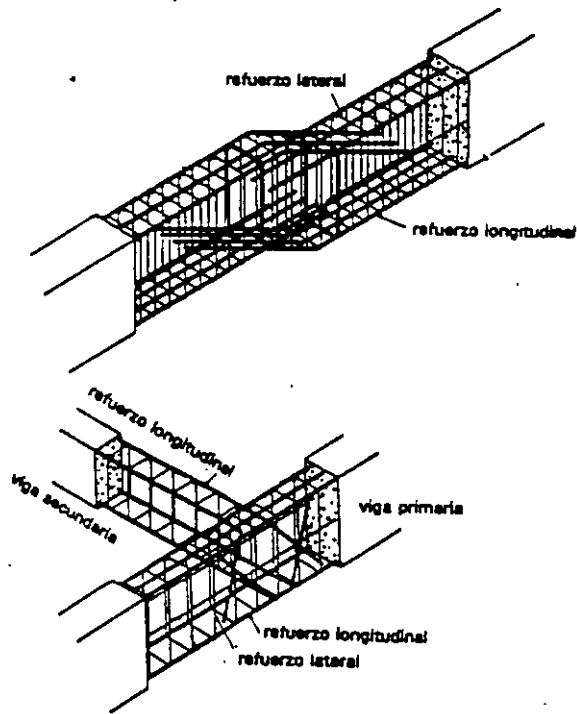 refuerzo lateral
refuerzo longitudinal
refuerzo longitudinal
viga secundaria
viga primaria
refuerzo longitudinal
refuerzo lateral